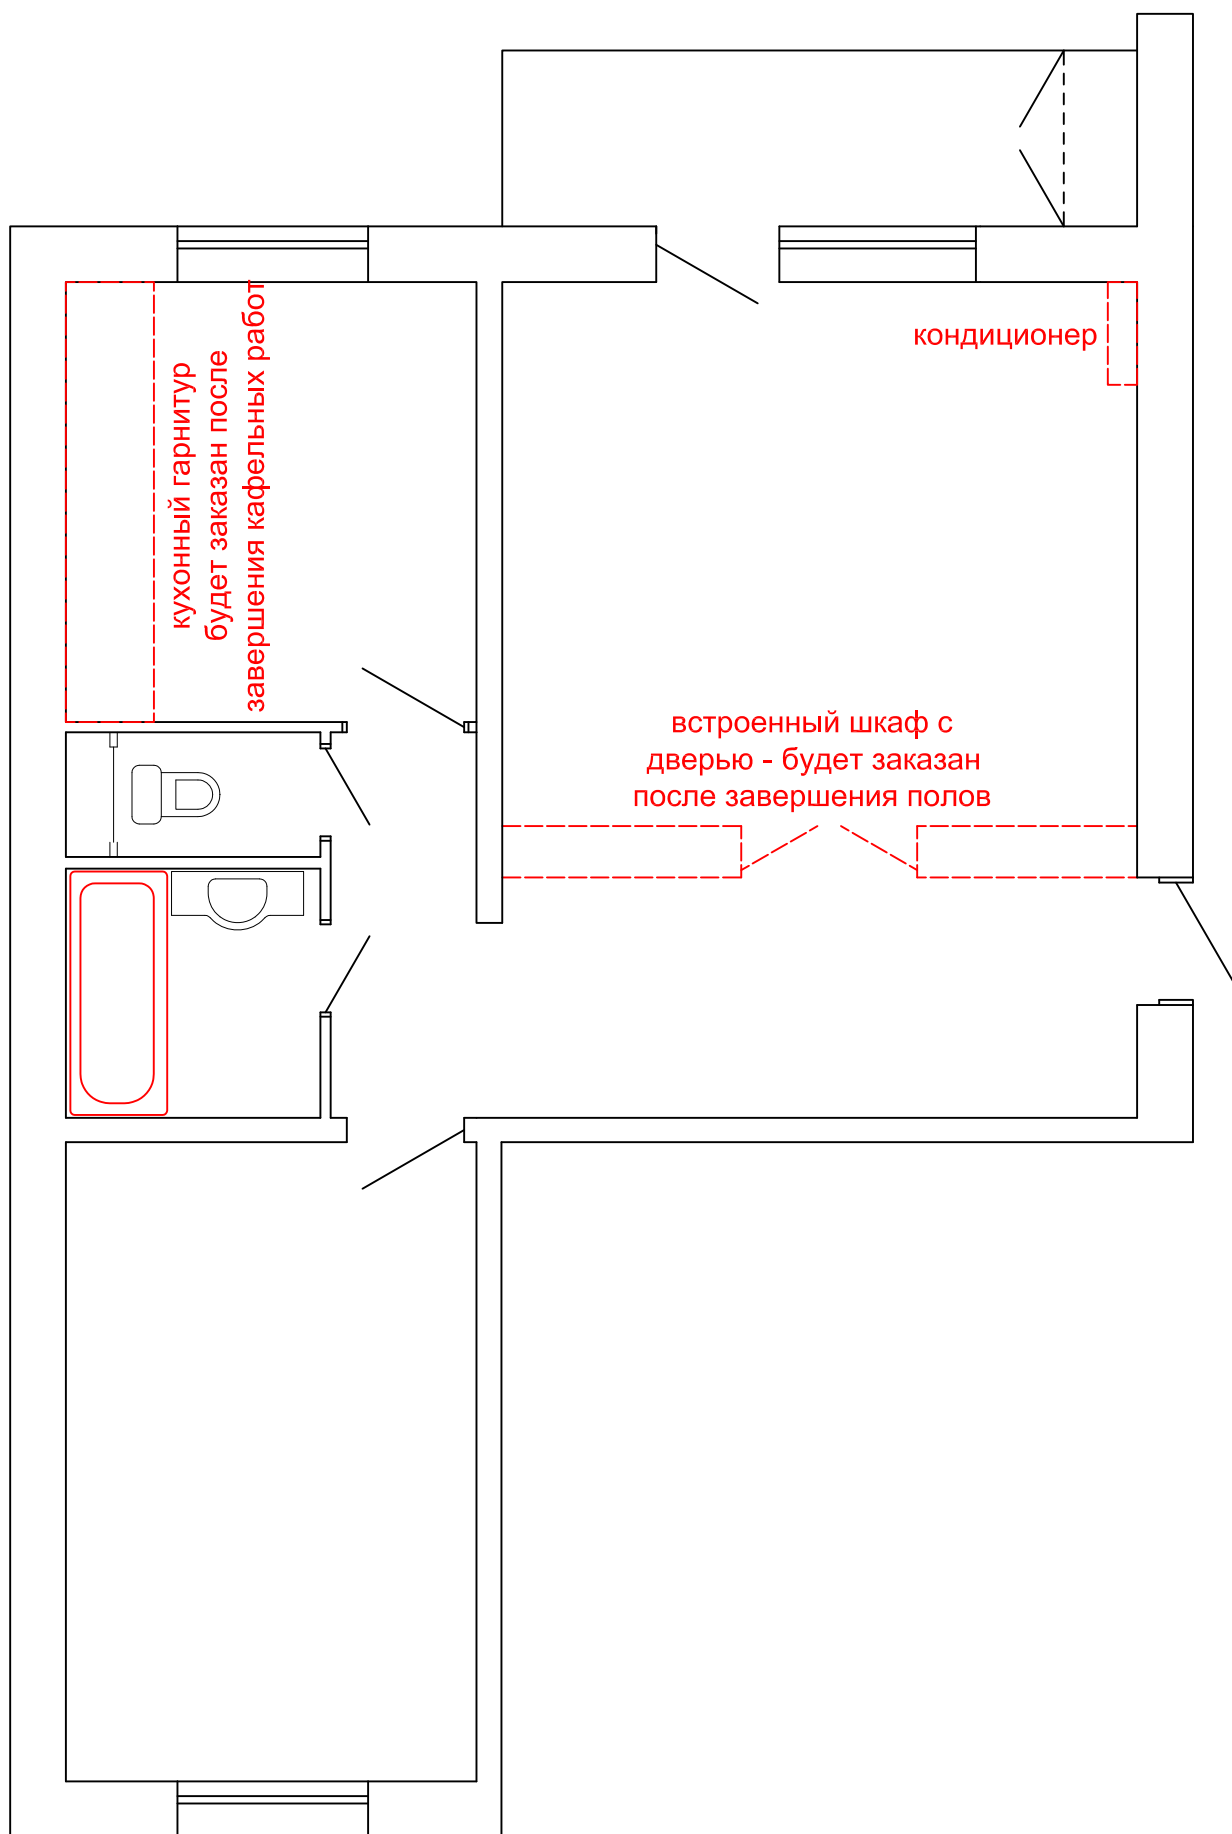 кухонный гарнитур
будет заказан после
завершения кафельных работ
кондиционер
встроенный шкаф с
дверью - будет заказан
после завершения полов